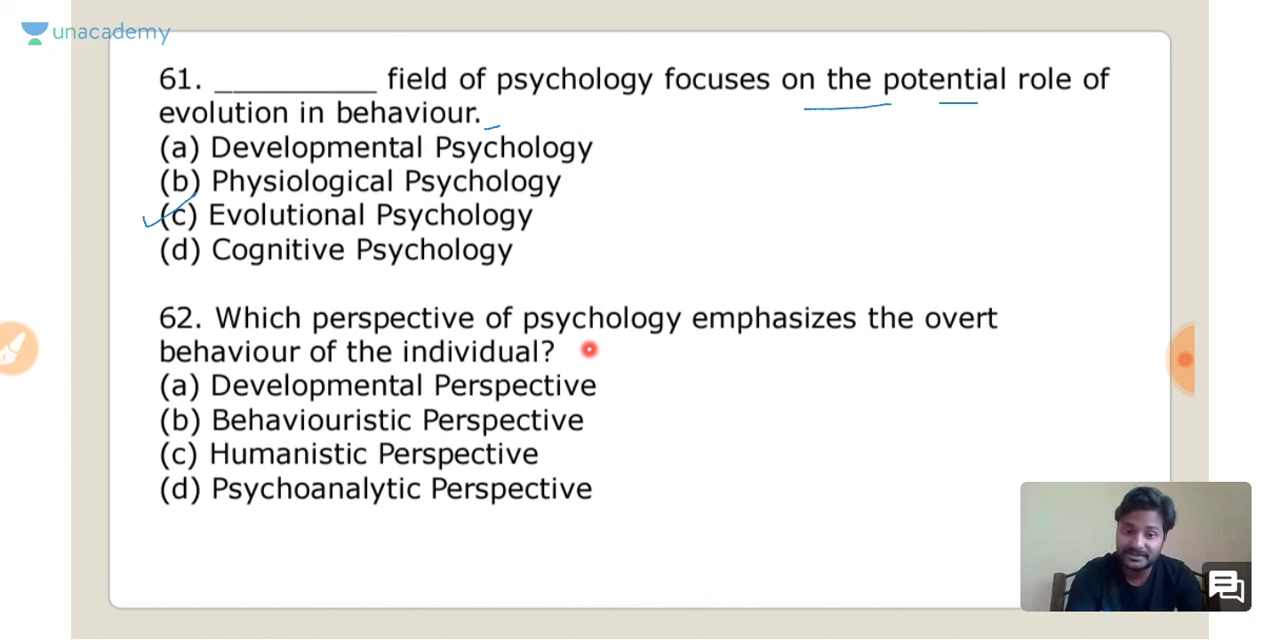 unacademy
61. _________ field of psychology focuses on the potential role of
evolution in behaviour.
(a) Developmental Psychology
(b) Physiological Psychology
(c) Evolutional Psychology
(d) Cognitive Psychology
62. Which perspective of psychology emphasizes the overt
behaviour of the individual?
(a) Developmental Perspective
(b) Behaviouristic Perspective
(c) Humanistic Perspective
(d) Psychoanalytic Perspective